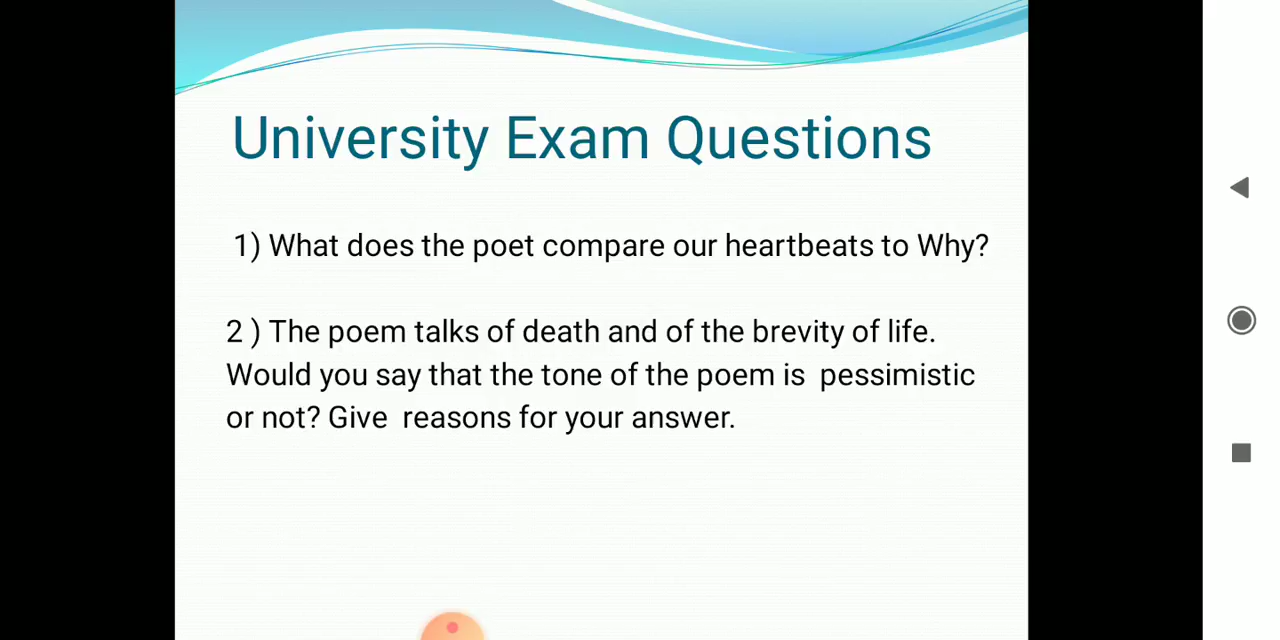 University Exam Questions
1) What does the poet compare our heartbeats to Why?
2 ) The poem talks of death and of the brevity of life.
Would you say that the tone of the poem is pessimistic
or not? Give reasons for your answer.